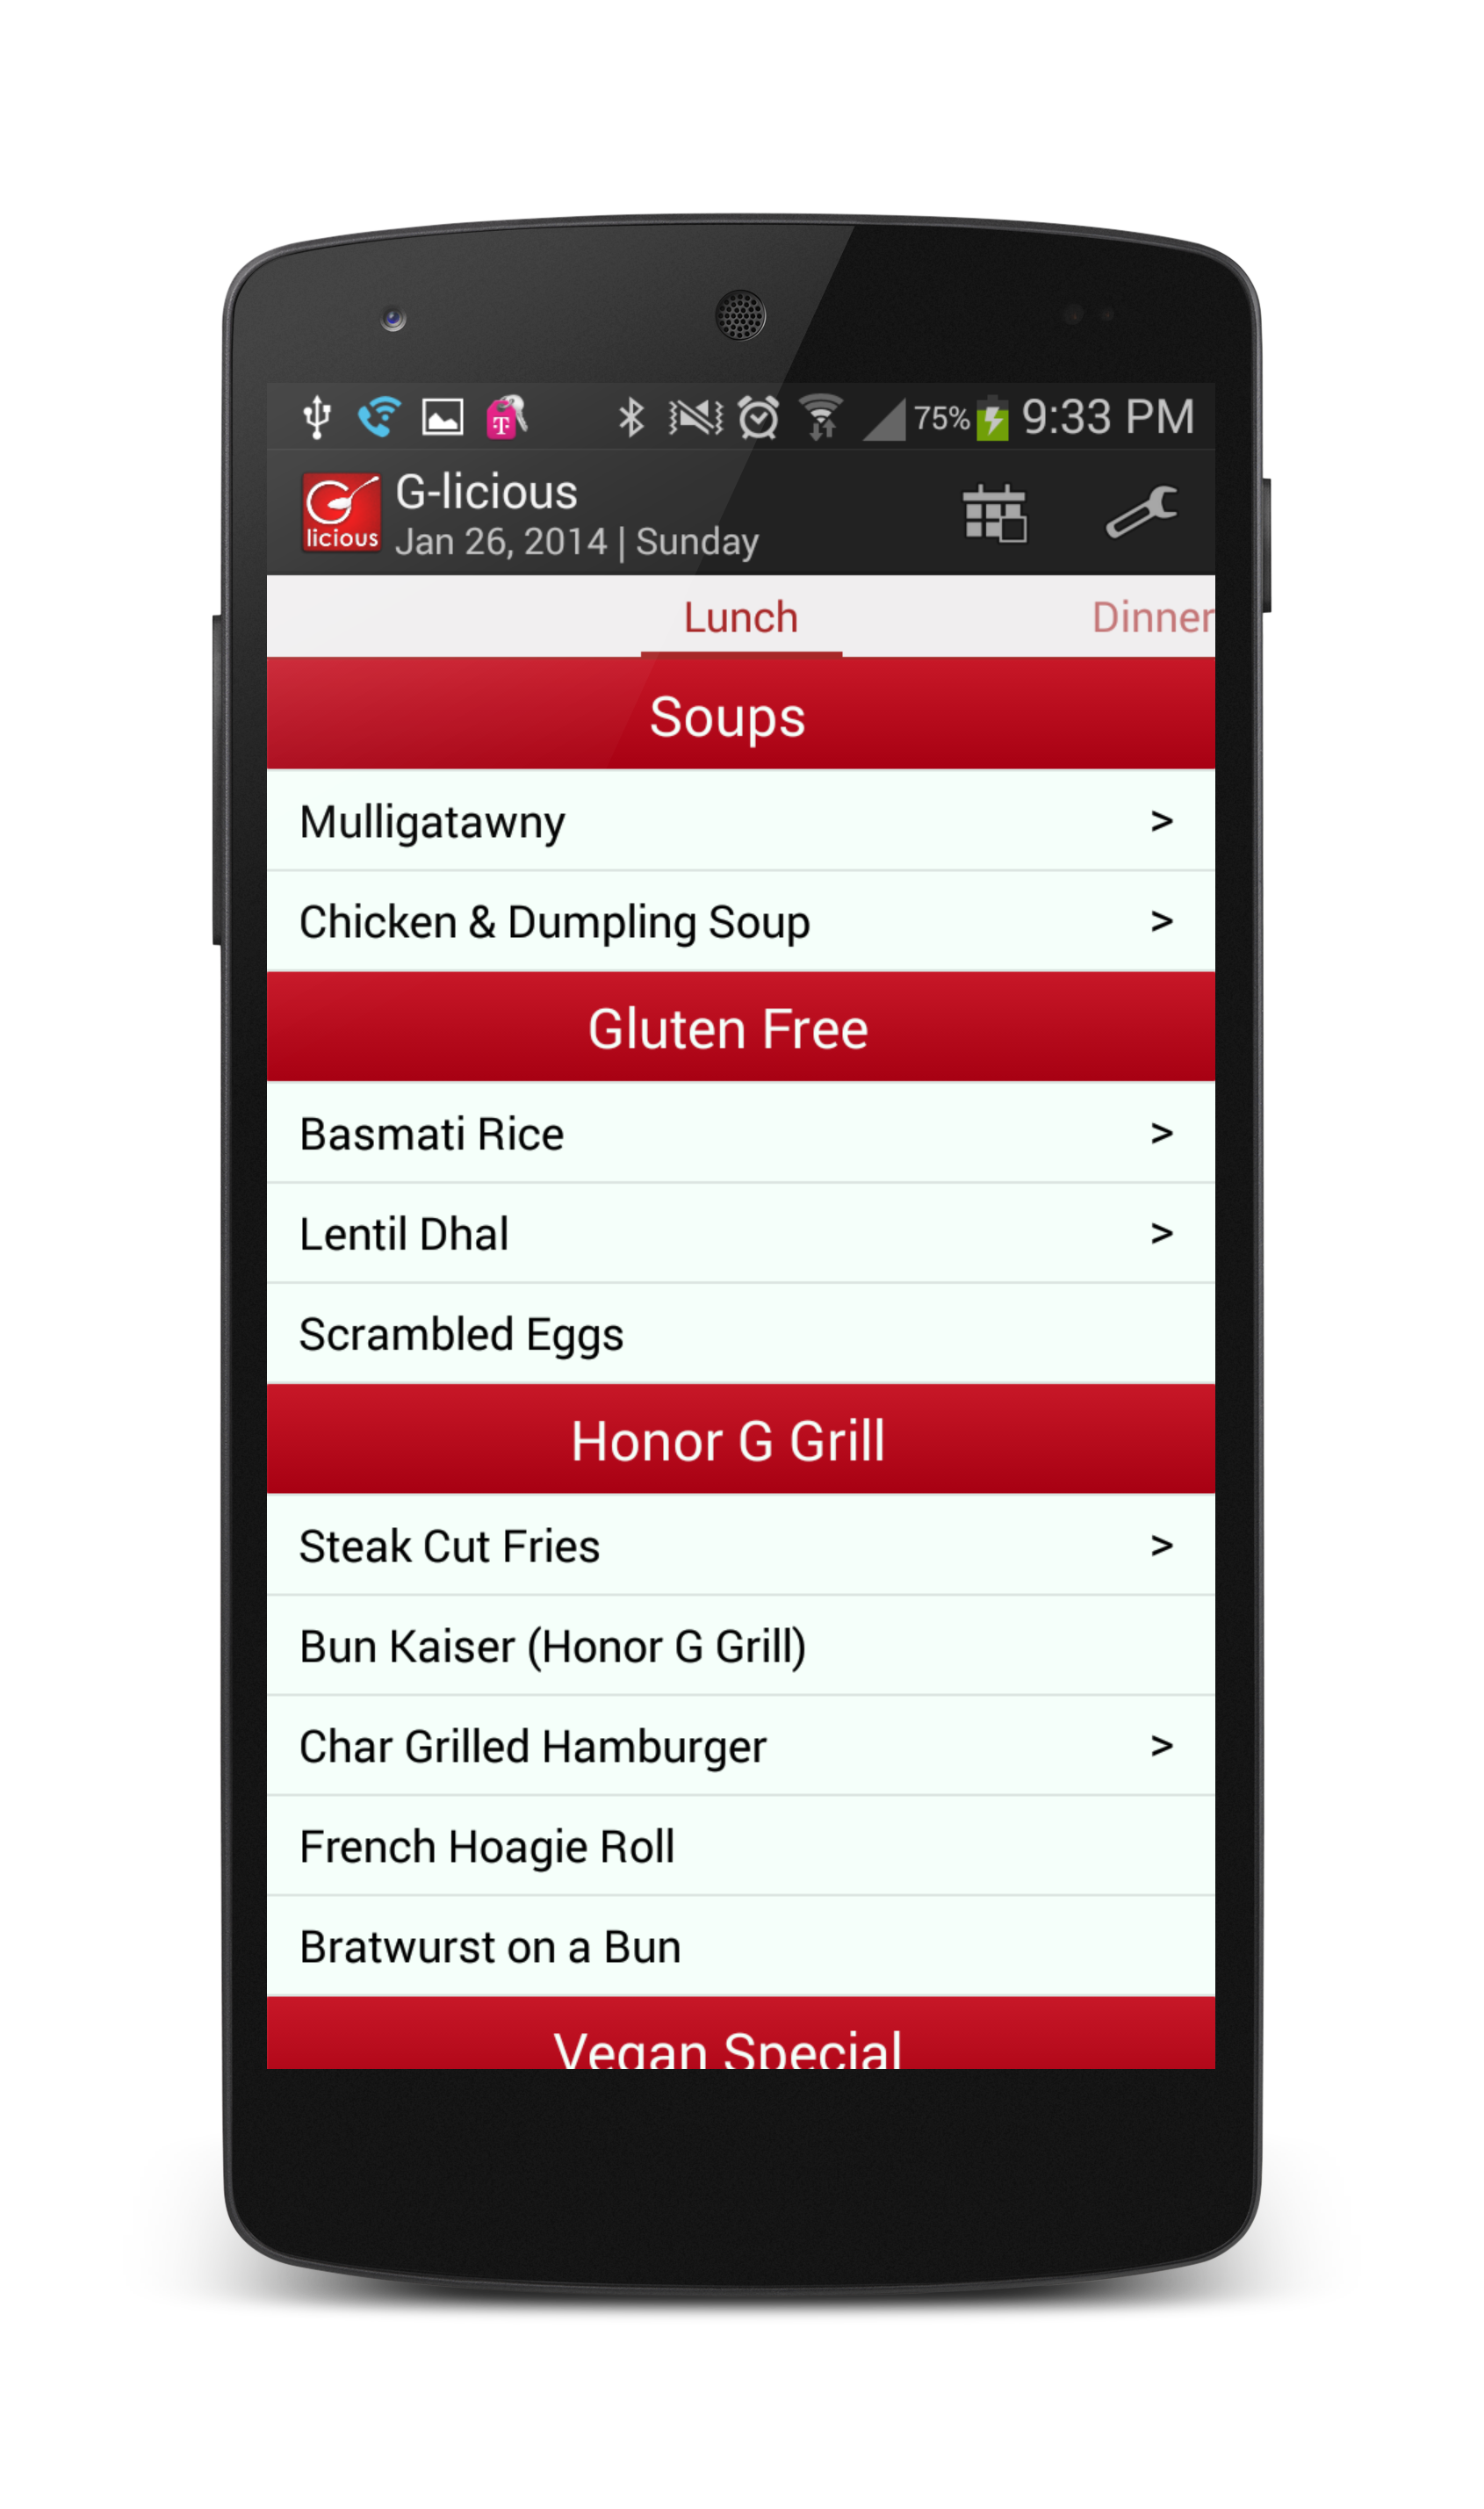 75% 9:33 PM
T
G-licious
licious
Jan 26, 2014 | Sunday
Lunch Dinner
Soups
Mulligatawny >
Chicken & Dumpling Soup >
Gluten Free
Basmati Rice >
Lentil Dhal >
Scrambled Eggs
Honor G Grill
Steak Cut Fries >
Bun Kaiser (Honor G Grill)
Char Grilled Hamburger >
French Hoagie Roll
Bratwurst on a Bun
Vegan Special